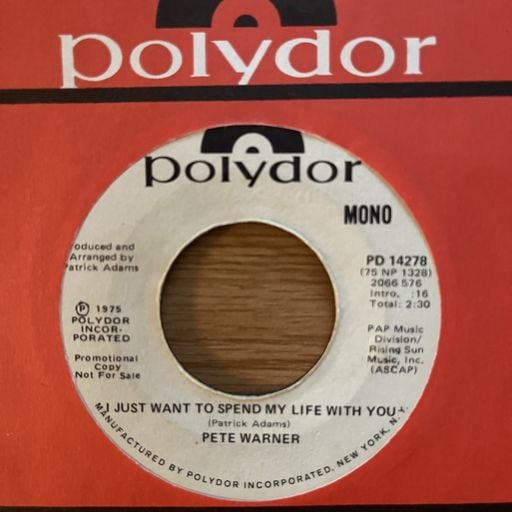 polydor
polydor
MONO
oduced and
Arranged by
Patrick Adams
PD 14278
(75 NP 1328)
2066 576
Intro. :16
Total: 2:30
℗ 1975
POLYDOR
INCOR-
PORATED
PAP Music
Division/
Rising Sun
Music, Inc.
(ASCAP)
Promotional
Copy
Not For Sale
I JUST WANT TO SPEND MY LIFE WITH YOU
(Patrick Adams)
PETE WARNER
MANUFACTURED BY POLYDOR INCORPORATED, NEW YORK, N.Y.